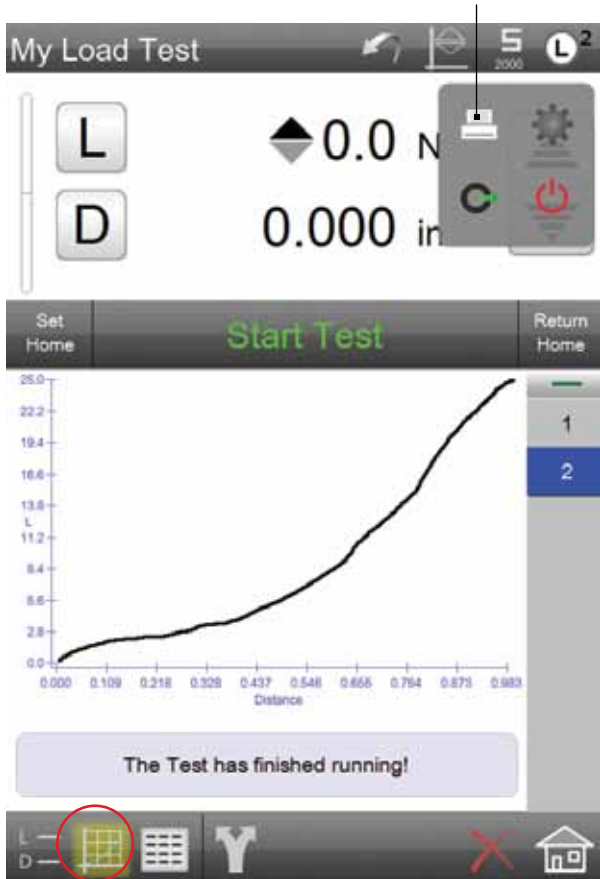 My Load Test
5
2000
L 2
L 0.0 N
D 0.000 in
Set Home
Start Test
Return Home
25.0
22.2
19.4
16.6
13.8
L
11.2
8.4
5.6
2.8
0.0
0.000 0.109 0.218 0.328 0.437 0.546 0.655 0.764 0.873 0.983
Distance
1
2
The Test has finished running!
L
D